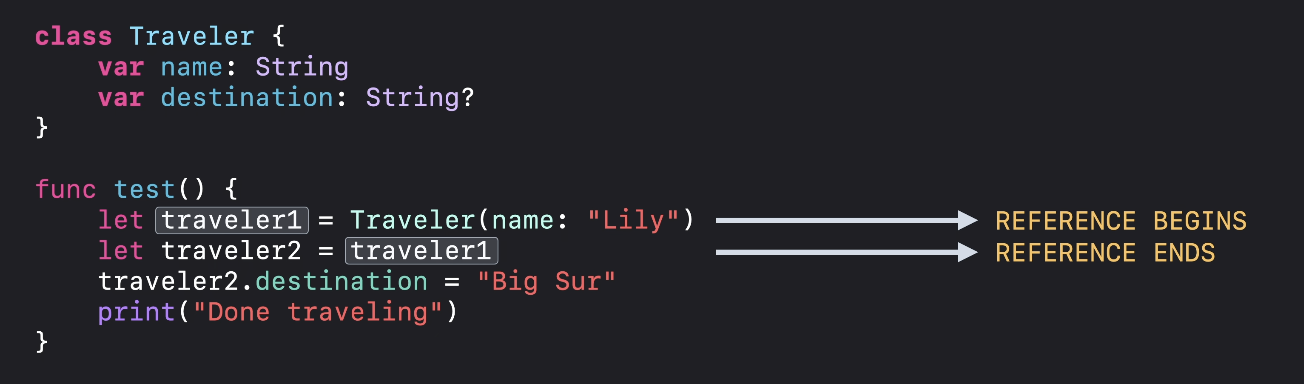 class Traveler {
    var name: String
    var destination: String?
}
func test() {
    let traveler1 = Traveler(name: "Lily") REFERENCE BEGINS
    let traveler2 = traveler1 REFERENCE ENDS
    traveler2.destination = "Big Sur"
    print("Done traveling")
}